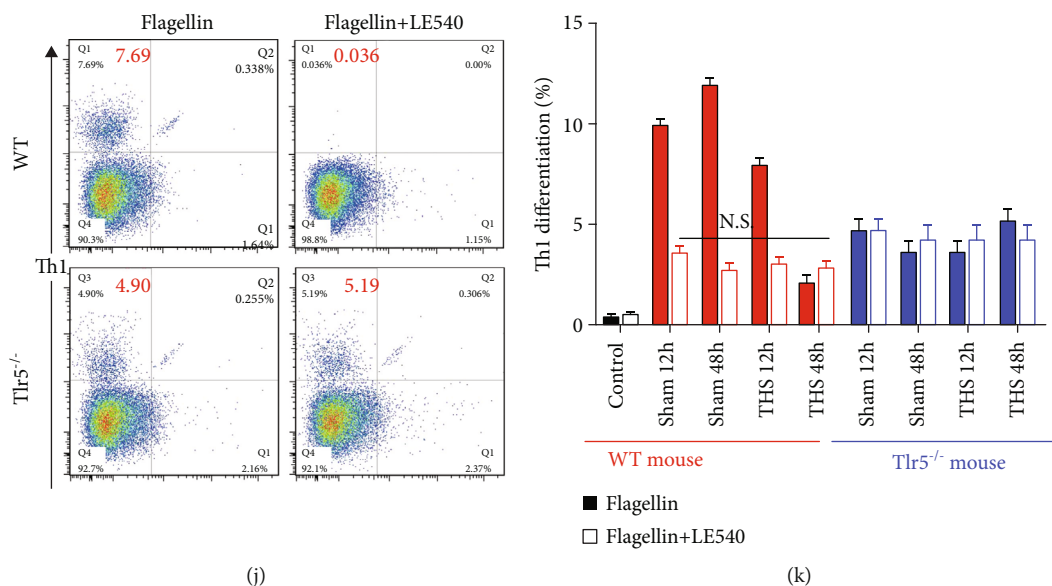 Flagellin
Flagellin+LE540
WT
Tlr5-/-
Th1
Q1
7.69%
7.69
Q2
0.338%
Q4
90.3%
Q1
1.64%
Q1
0.036%
0.036
Q2
0.00%
Q4
98.8%
Q1
1.15%
Q3
4.90%
4.90
Q2
0.255%
Q4
92.7%
Q1
2.16%
Q3
5.19%
5.19
Q2
0.306%
Q4
92.1%
Q1
2.37%
(j)
Th1 differentiation (%)
15
10
5
0
N.S.
Control
Sham 12h
Sham 48h
THS 12h
THS 48h
Sham 12h
Sham 48h
THS 12h
THS 48h
WT mouse
Tlr5-/- mouse
Flagellin
Flagellin+LE540
(k)